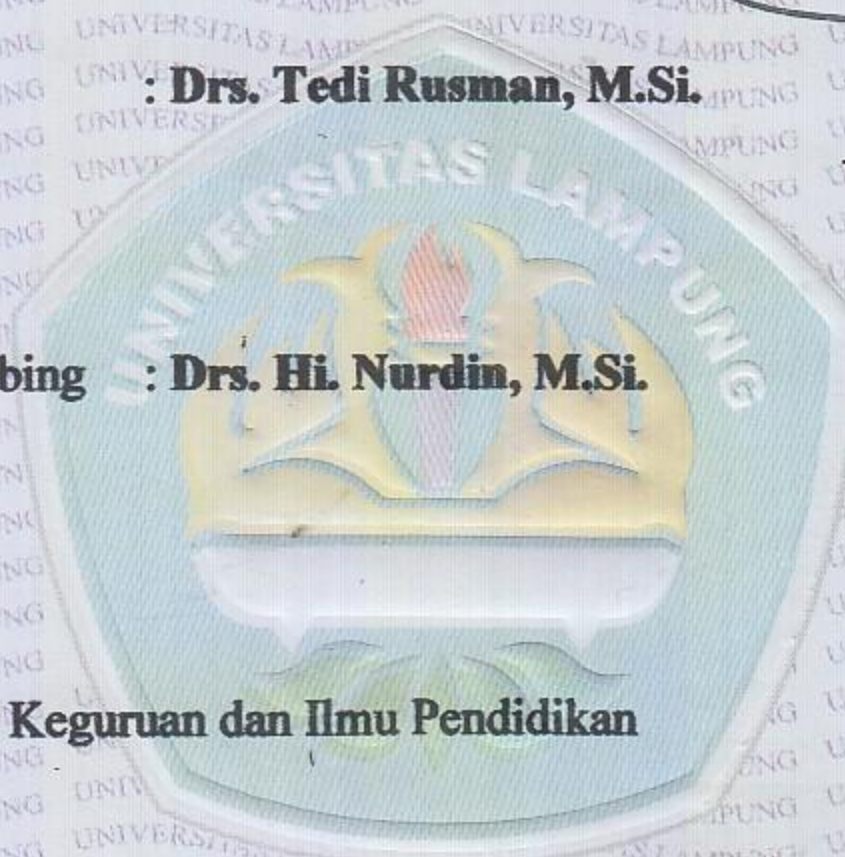 : Drs. Tedi Rusman, M.Si.
UNIVERSITAS LAMPUNG
bing : Drs. Hi. Nurdin, M.Si.
Keguruan dan Ilmu Pendidikan